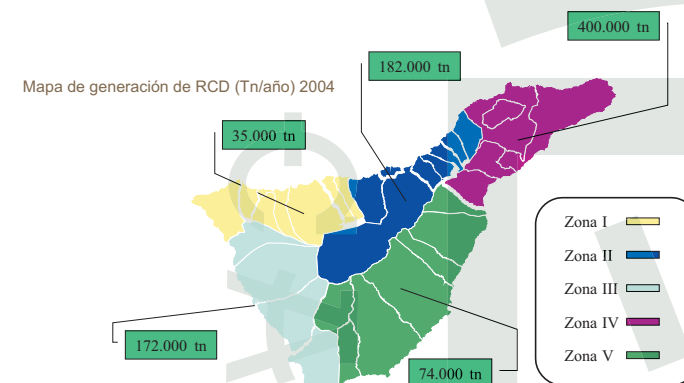 400.000 tn
182.000 tn
Mapa de generación de RCD (Tn/año) 2004
35.000 tn
Zona I
Zona II
Zona III
Zona IV
Zona V
172.000 tn
74.000 tn